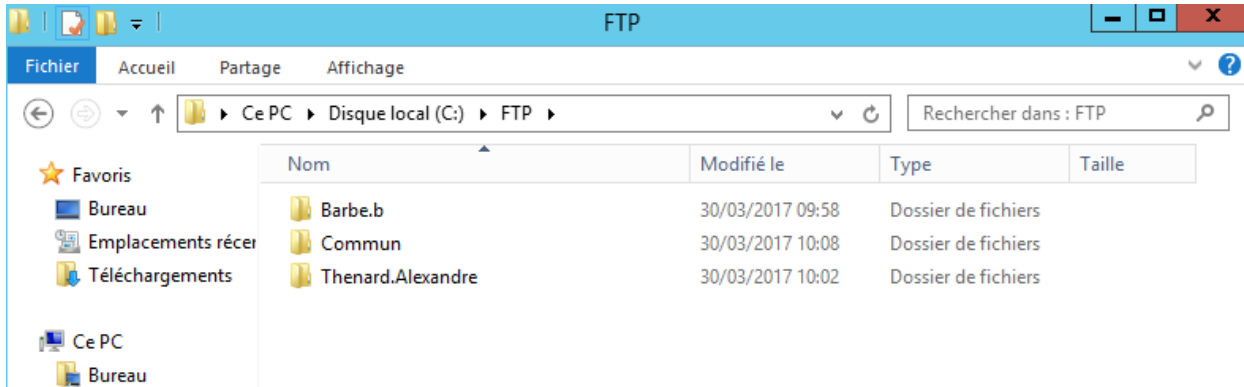 FTP
Fichier Accueil Partage Affichage
Ce PC Disque local (C:) FTP Rechercher dans : FTP
Favoris Nom Modifié le Type Taille
Bureau Barbe.b 30/03/2017 09:58 Dossier de fichiers
Emplacements récer Commun 30/03/2017 10:08 Dossier de fichiers
Téléchargements Thenard.Alexandre 30/03/2017 10:02 Dossier de fichiers
Ce PC
Bureau